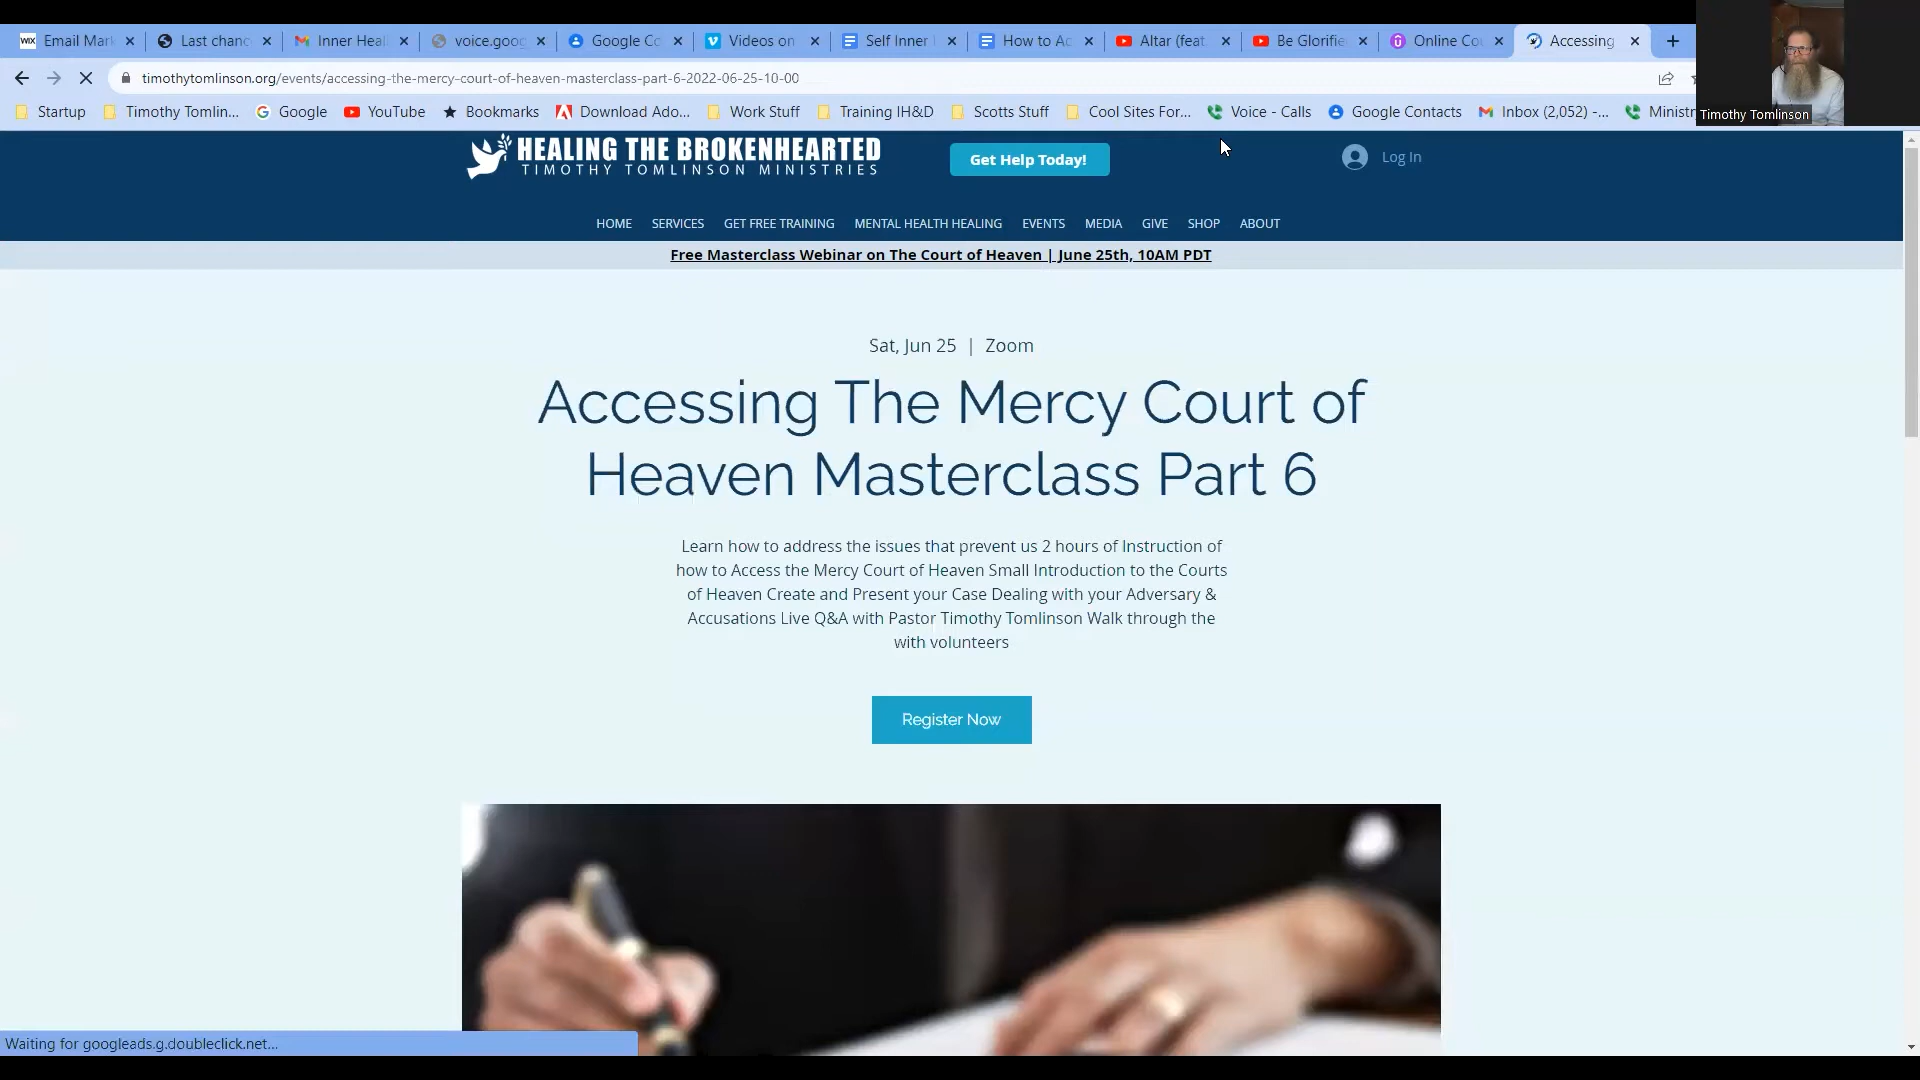 Email Mark
Last chanc
Inner Heal
voice.goog
Google Co
Videos on
Self Inner
How to Ac
Altar (feat.
Be Glorifie
Online Cou
Accessing
timothytomlinson.org/events/accessing-the-mercy-court-of-heaven-masterclass-part-6-2022-06-25-10-00
Startup
Timothy Tomlin...
Google
YouTube
Bookmarks
Download Ado...
Work Stuff
Training IH&D
Scotts Stuff
Cool Sites For...
Voice - Calls
Google Contacts
Inbox (2,052) -...
Ministr
Timothy Tomlinson
HEALING THE BROKENHEARTED
TIMOTHY TOMLINSON MINISTRIES
Get Help Today!
Log In
HOME SERVICES GET FREE TRAINING MENTAL HEALTH HEALING EVENTS MEDIA GIVE SHOP ABOUT
Free Masterclass Webinar on The Court of Heaven | June 25th, 10AM PDT
Sat, Jun 25 | Zoom
Accessing The Mercy Court of
Heaven Masterclass Part 6
Learn how to address the issues that prevent us 2 hours of Instruction of
how to Access the Mercy Court of Heaven Small Introduction to the Courts
of Heaven Create and Present your Case Dealing with your Adversary &
Accusations Live Q&A with Pastor Timothy Tomlinson Walk through the
with volunteers
Register Now
Waiting for googleads.g.doubleclick.net...